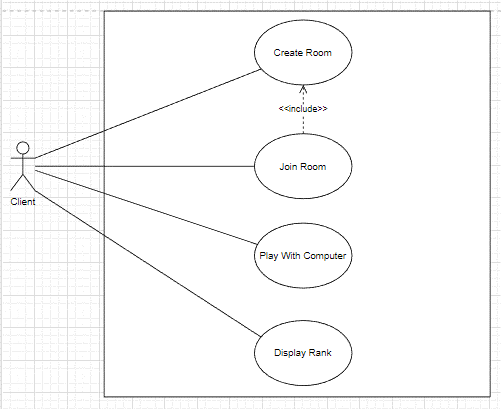 Create Room
<<include>>
Join Room
Client
Play With Computer
Display Rank